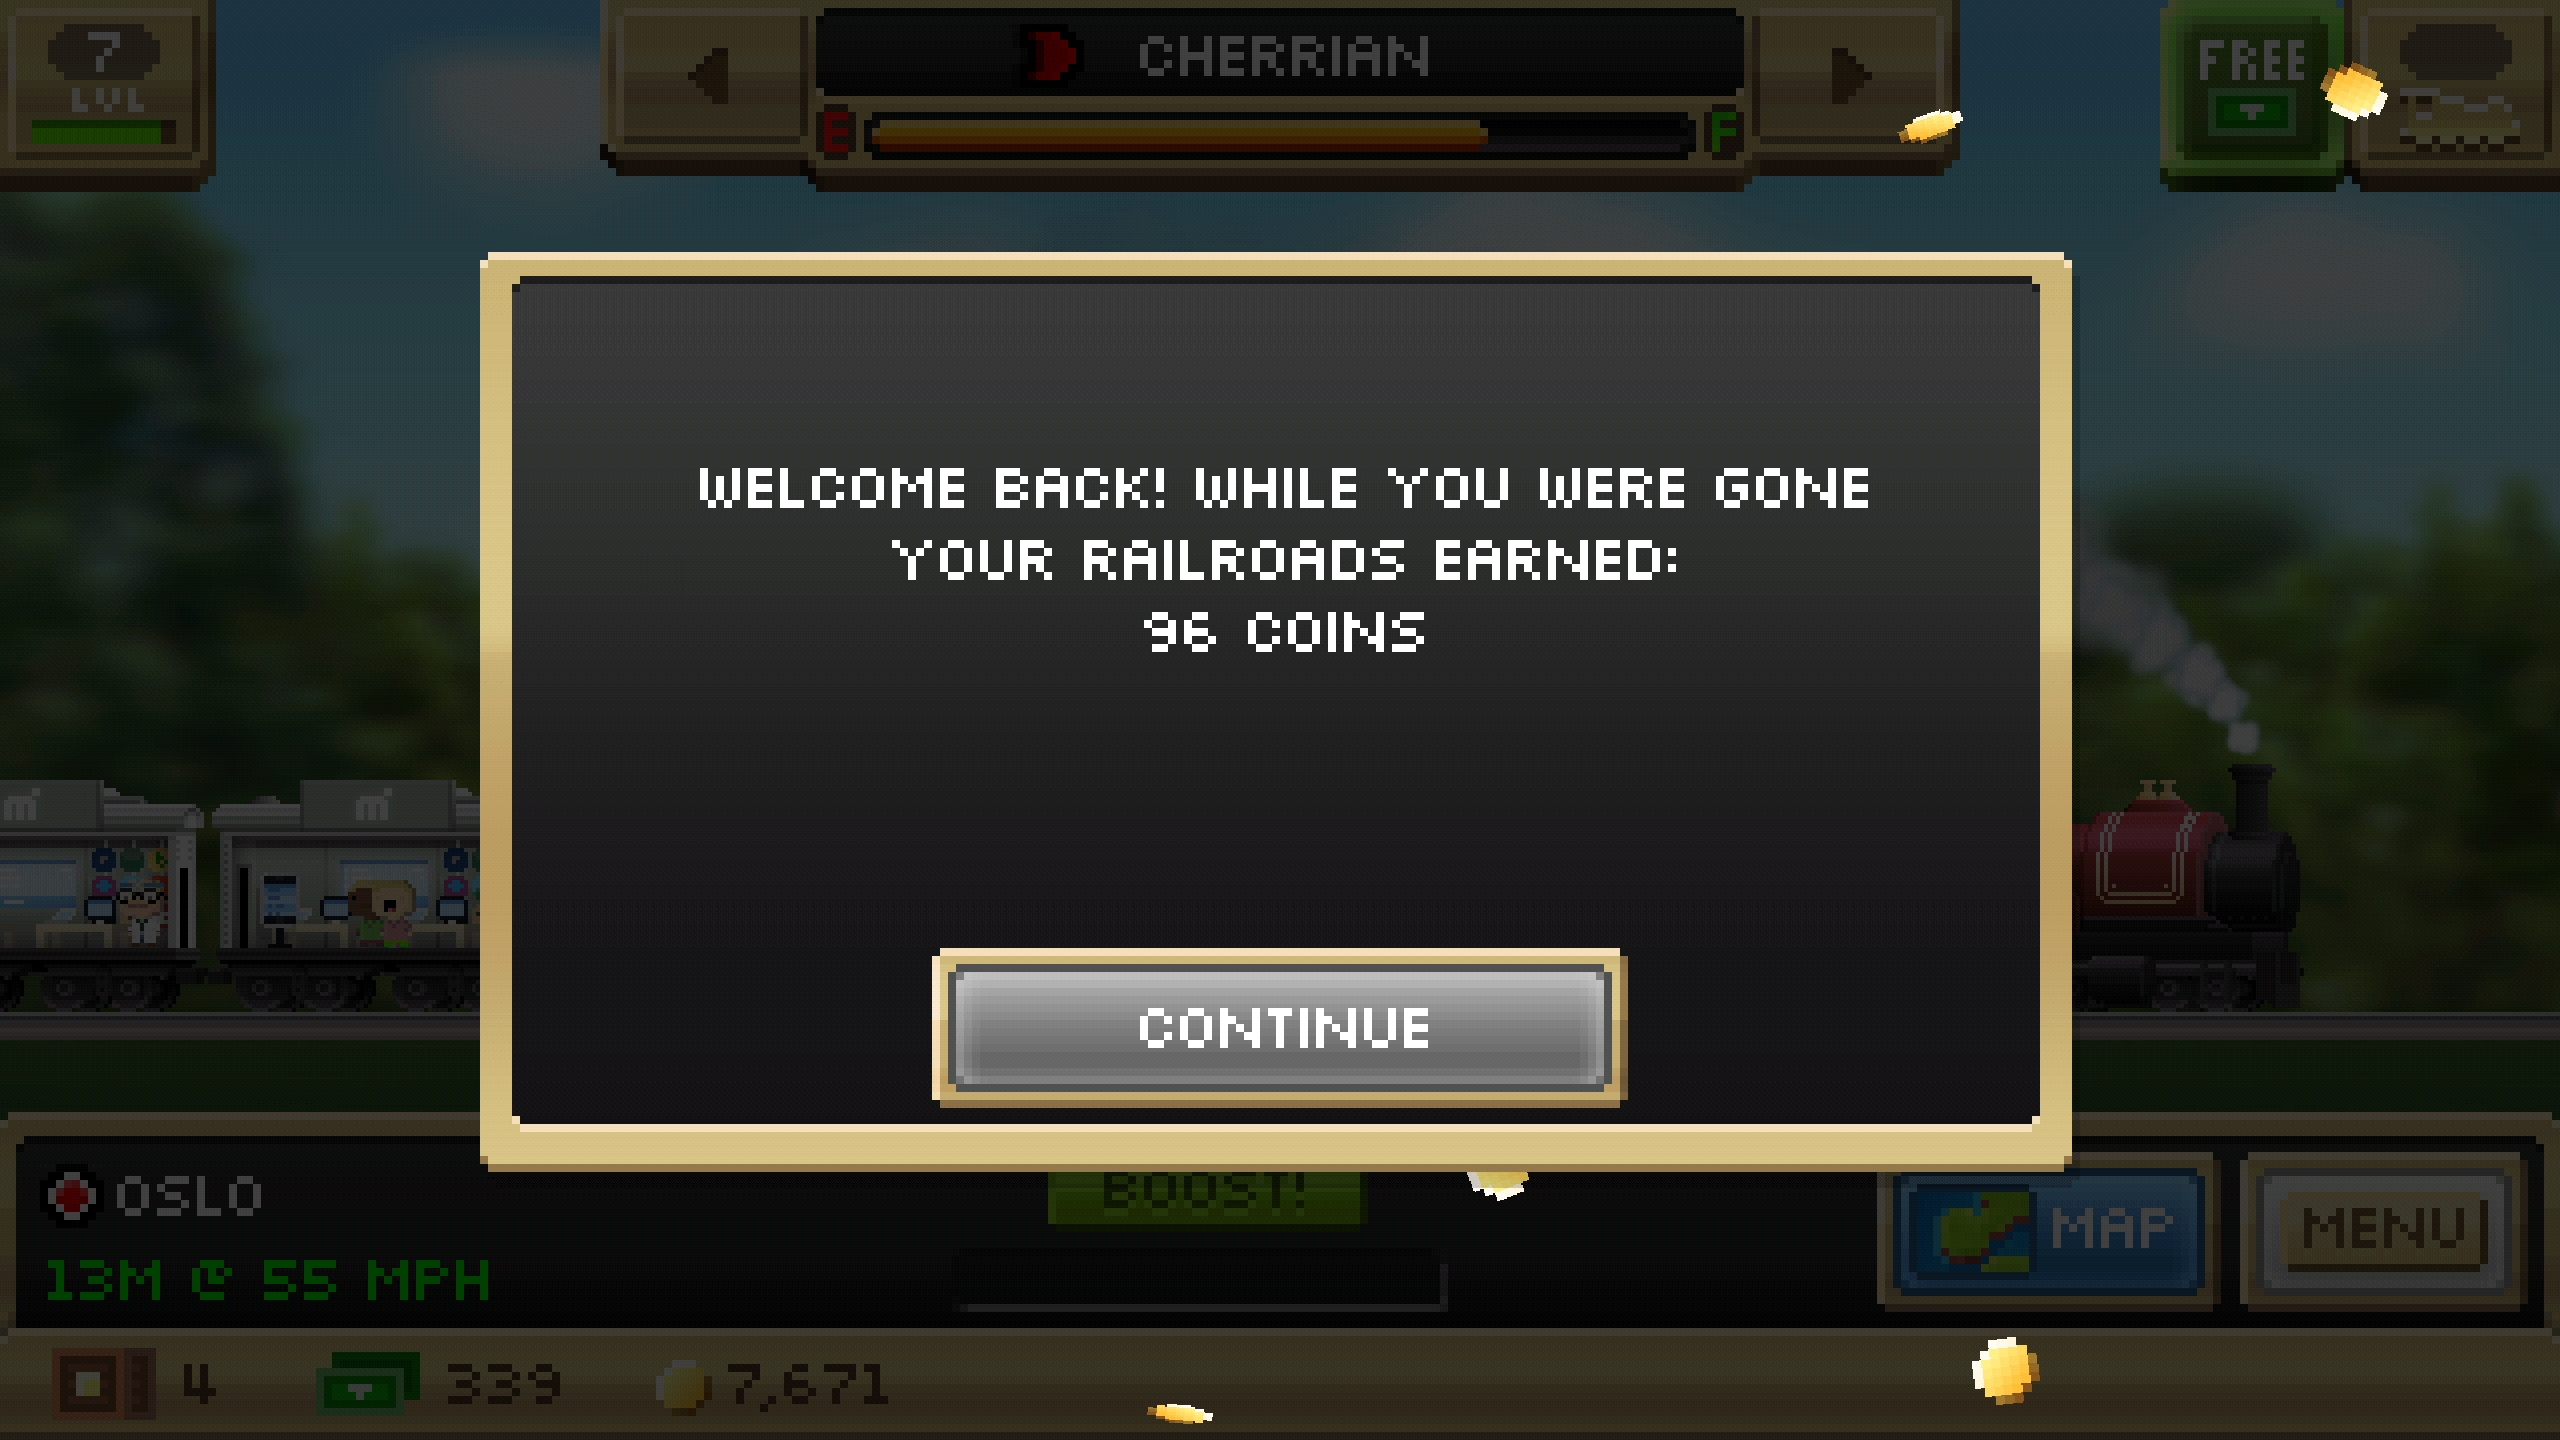 7
LVL
CHERRIAN
E
F
FREE
WELCOME BACK! WHILE YOU WERE GONE
YOUR RAILROADS EARNED:
96 COINS
CONTINUE
OSLO
13M @ 55 MPH
BOOST!
MAP
MENU
4
339
7,671